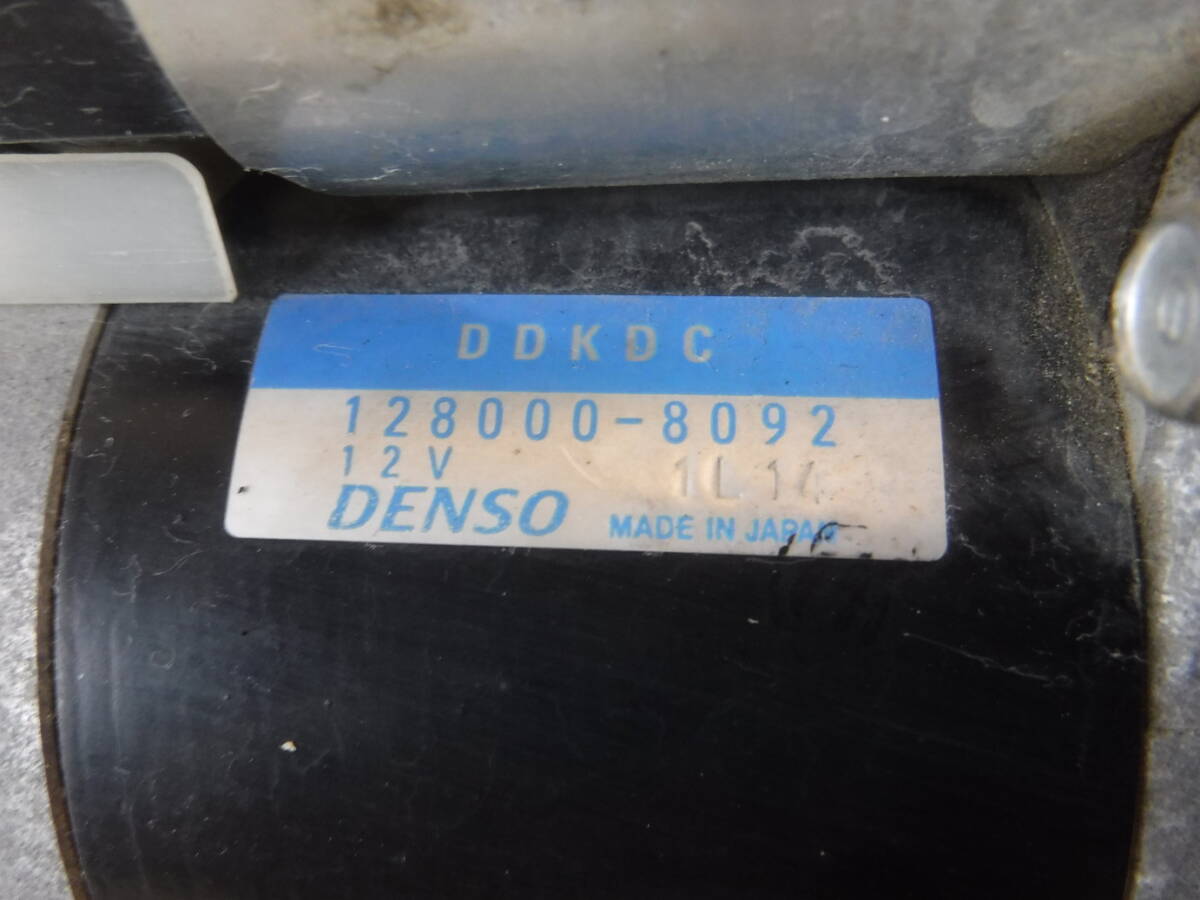 DDKDC
128000-8092
12V 1L14
DENSO MADE IN JAPAN